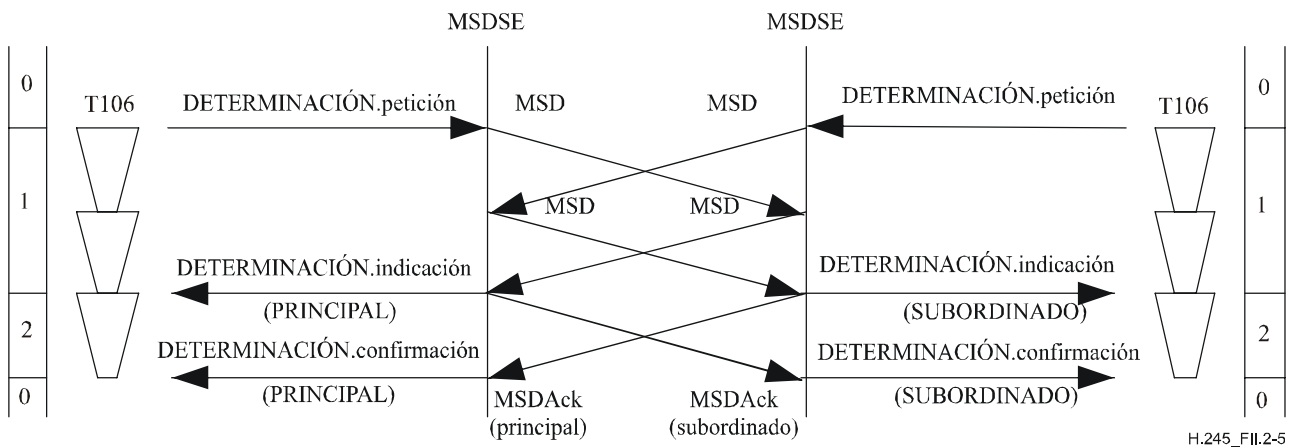 MSDSE MSDSE
0 0
T106 DETERMINACIÓN.petición MSD MSD DETERMINACIÓN.petición T106
1 MSD MSD 1
DETERMINACIÓN.indicación DETERMINACIÓN.indicación
(PRINCIPAL) (SUBORDINADO)
2 2
DETERMINACIÓN.confirmación DETERMINACIÓN.confirmación
(PRINCIPAL) (SUBORDINADO)
0 MSDAck MSDAck 0
(principal) (subordinado)
H.245_FII.2-5